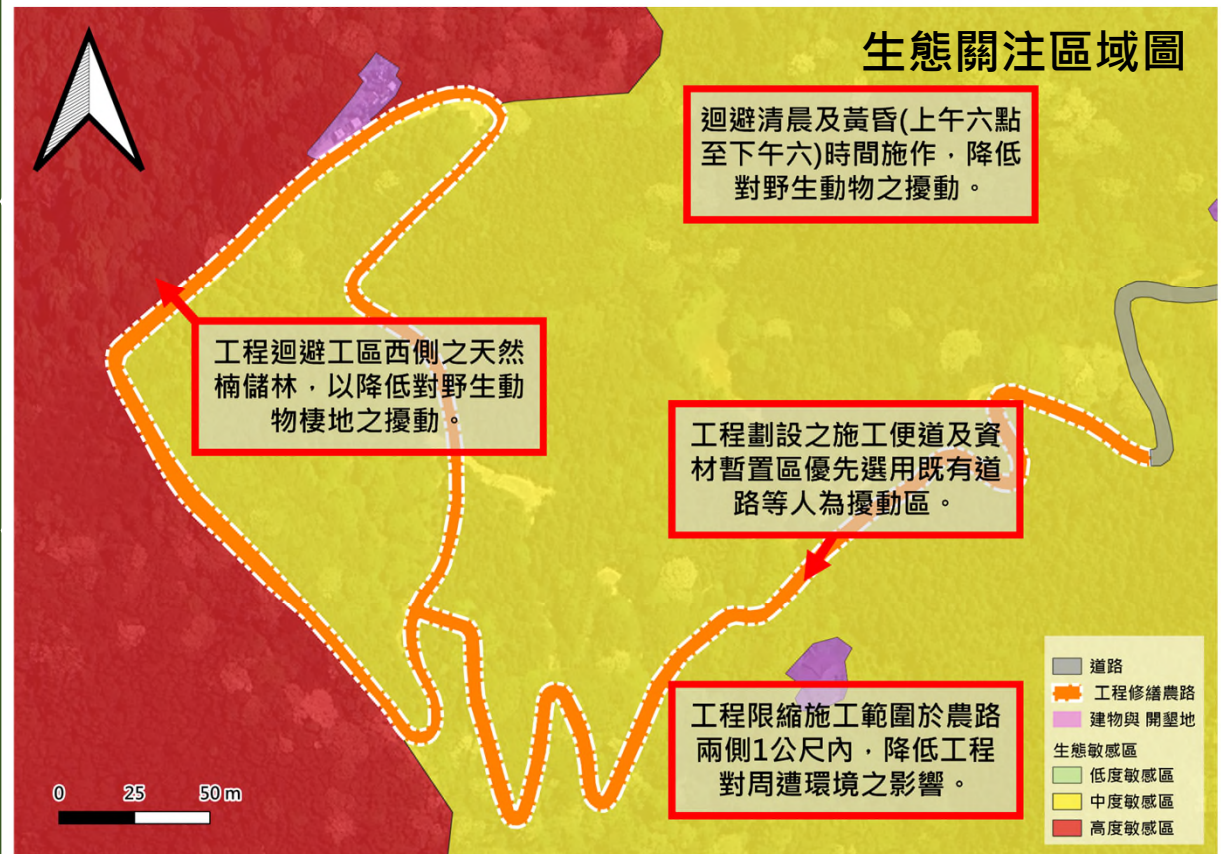 生態關注區域圖
迴避清晨及黃昏(上午六點
至下午六)時間施作，降低
對野生動物之擾動。
工程迴避工區西側之天然
楠儲林，以降低對野生動
物棲地之擾動。
工程劃設之施工便道及資
材暫置區優先選用既有道
路等人為擾動區。
工程限縮施工範圍於農路
兩側1公尺內，降低工程
對周遭環境之影響。
道路
工程修繕農路
建物與 開墾地
生態敏感區
低度敏感區
中度敏感區
高度敏感區
0 25 50 m